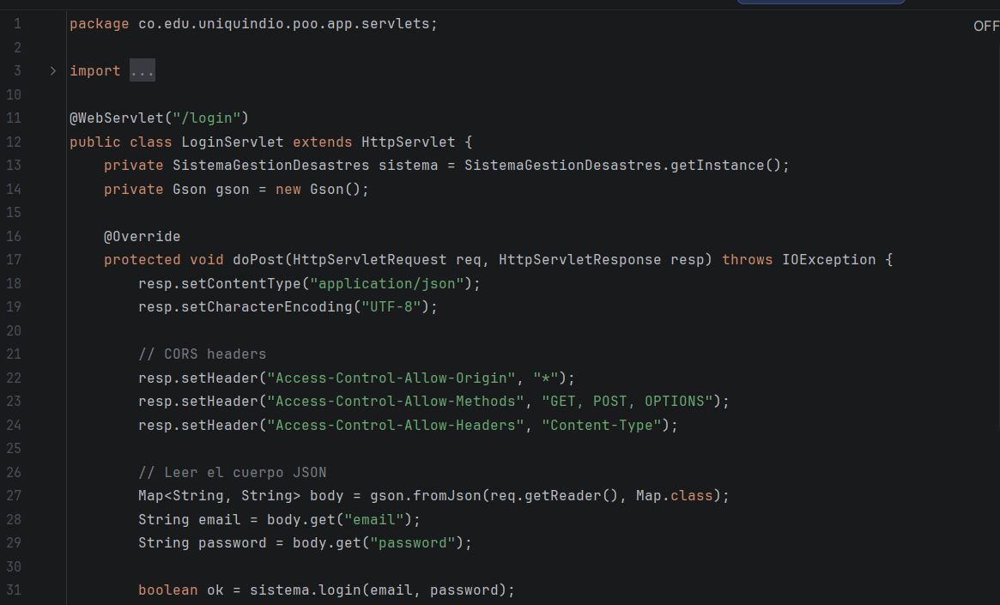 1 package co.edu.uniquindio.poo.app.servlets;
OFF
2
3 > import ...
10
11 @WebServlet("/login")
12 public class LoginServlet extends HttpServlet {
13 private SistemaGestionDesastres sistema = SistemaGestionDesastres.getInstance();
14 private Gson gson = new Gson();
15
16 @Override
17 protected void doPost(HttpServletRequest req, HttpServletResponse resp) throws IOException {
18 resp.setContentType("application/json");
19 resp.setCharacterEncoding("UTF-8");
20
21 // CORS headers
22 resp.setHeader("Access-Control-Allow-Origin", "*");
23 resp.setHeader("Access-Control-Allow-Methods", "GET, POST, OPTIONS");
24 resp.setHeader("Access-Control-Allow-Headers", "Content-Type");
25
26 // Leer el cuerpo JSON
27 Map<String, String> body = gson.fromJson(req.getReader(), Map.class);
28 String email = body.get("email");
29 String password = body.get("password");
30
31 boolean ok = sistema.login(email, password);